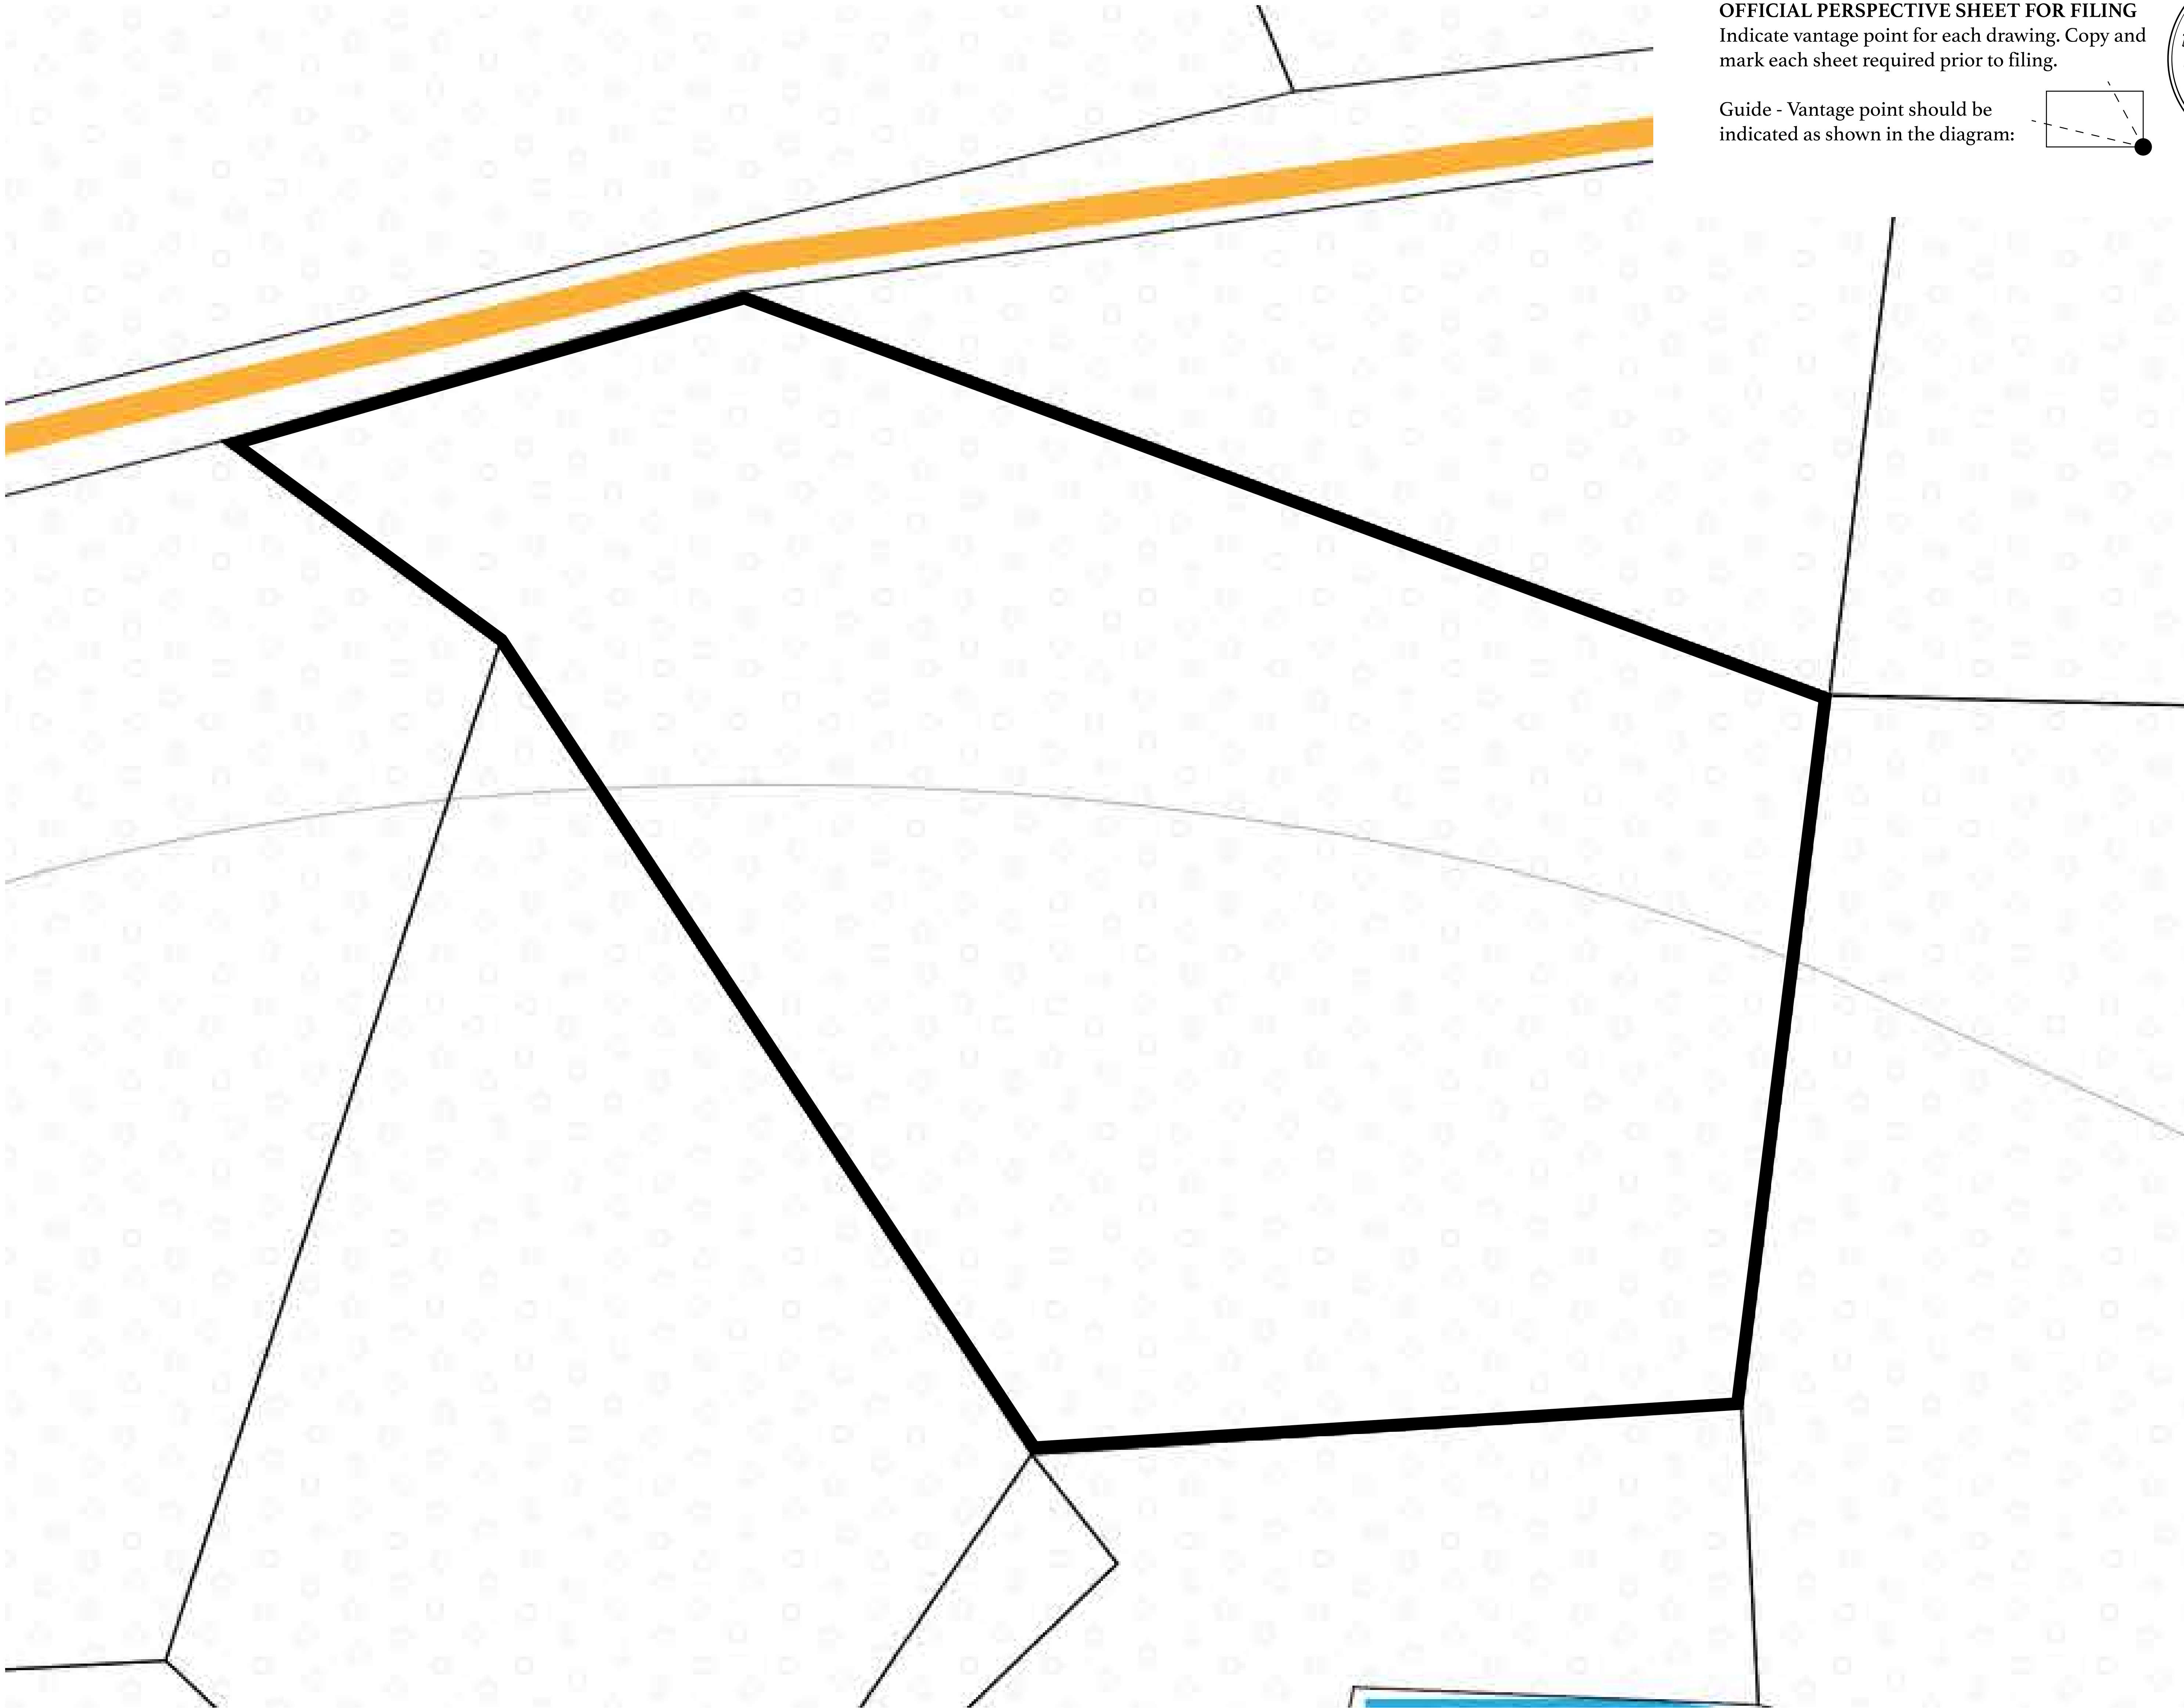 OFFICIAL PERSPECTIVE SHEET FOR FILING
Indicate vantage point for each drawing. Copy and
mark each sheet required prior to filing.
Guide - Vantage point should be
indicated as shown in the diagram: